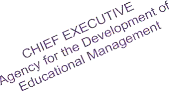 CHIEF EXECUTIVE
Agency for the Development of
Educational Management